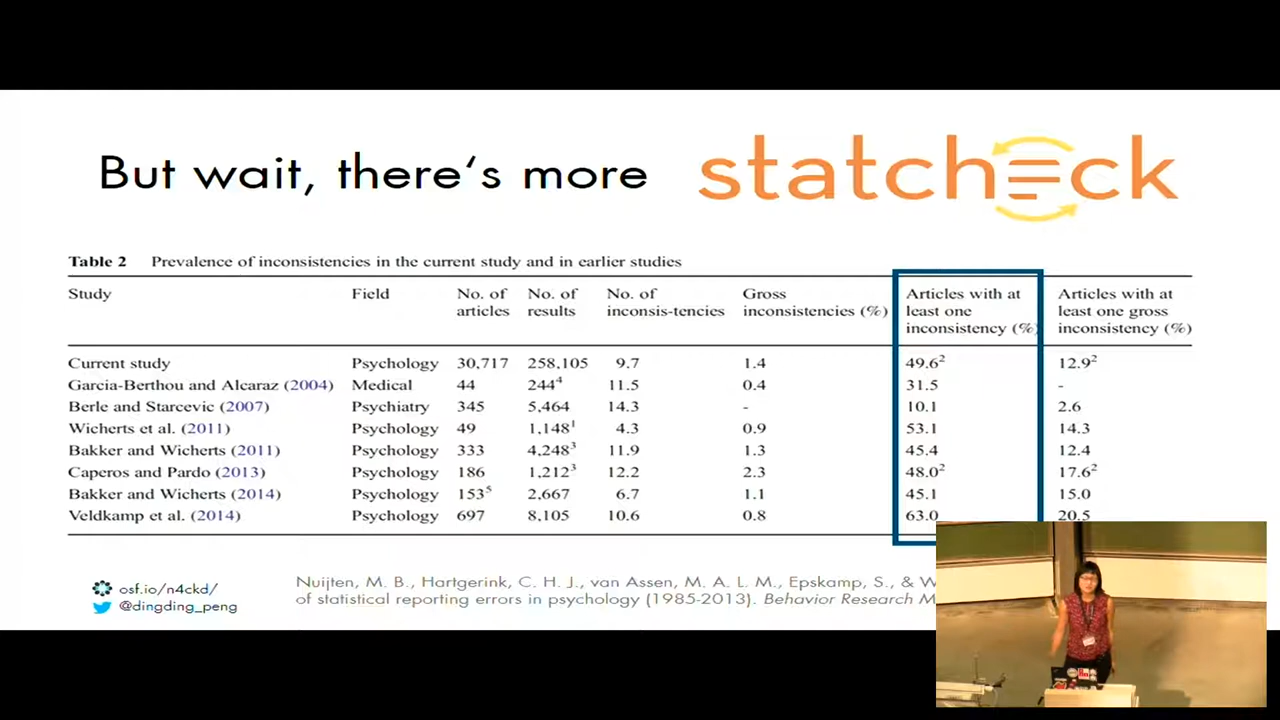 But wait, there's more
statcheck
Table 2 Prevalence of inconsistencies in the current study and in earlier studies
Study Field No. of articles No. of results No. of inconsis-tencies Gross inconsistencies (%) Articles with at least one inconsistency (%) Articles with at least one gross inconsistency (%)
Current study Psychology 30,717 258,105 9.7 1.4 49.6² 12.9²
Garcia-Berthou and Alcaraz (2004) Medical 44 244⁴ 11.5 0.4 31.5 -
Berle and Starcevic (2007) Psychiatry 345 5,464 14.3 - 10.1 2.6
Wicherts et al. (2011) Psychology 49 1,148¹ 4.3 0.9 53.1 14.3
Bakker and Wicherts (2011) Psychology 333 4,248³ 11.9 1.3 45.4 12.4
Caperos and Pardo (2013) Psychology 186 1,212³ 12.2 2.3 48.0² 17.6²
Bakker and Wicherts (2014) Psychology 153⁵ 2,667 6.7 1.1 45.1 15.0
Veldkamp et al. (2014) Psychology 697 8,105 10.6 0.8 63.0 20.5
osf.io/n4ckd/
@dingding_peng
Nuijten, M. B., Hartgerink, C. H. J., van Assen, M. A. L. M., Epskamp, S., & W
of statistical reporting errors in psychology (1985-2013). Behavior Research M